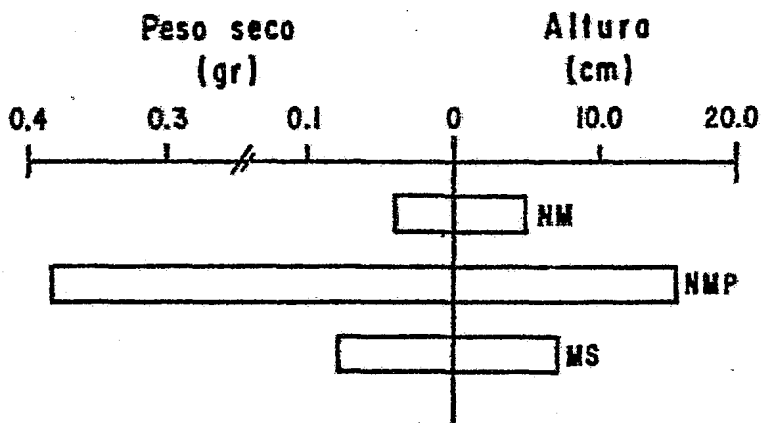 Peso seco Altura
(gr) (cm)
0.4 0.3 0.1 0 10.0 20.0
NM
NMP
MS